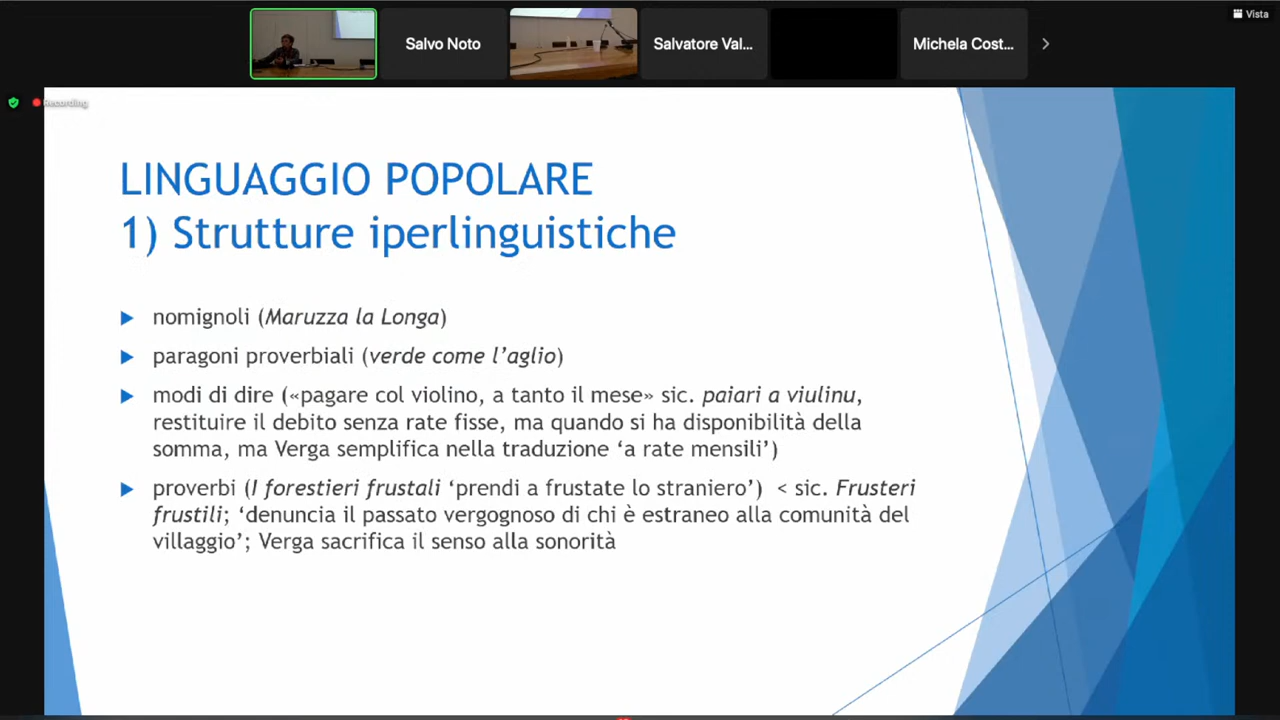 Vista
Salvo Noto
Salvatore Val...
Michela Cost...
Recording
LINGUAGGIO POPOLARE
1) Strutture iperlinguistiche
nomignoli (Maruzza la Longa)
paragoni proverbiali (verde come l’aglio)
modi di dire («pagare col violino, a tanto il mese» sic. paiari a viulinu,
restituire il debito senza rate fisse, ma quando si ha disponibilità della
somma, ma Verga semplifica nella traduzione ‘a rate mensili’)
proverbi (I forestieri frustali ‘prendi a frustate lo straniero’) < sic. Frusteri
frustili; ‘denuncia il passato vergognoso di chi è estraneo alla comunità del
villaggio’; Verga sacrifica il senso alla sonorità